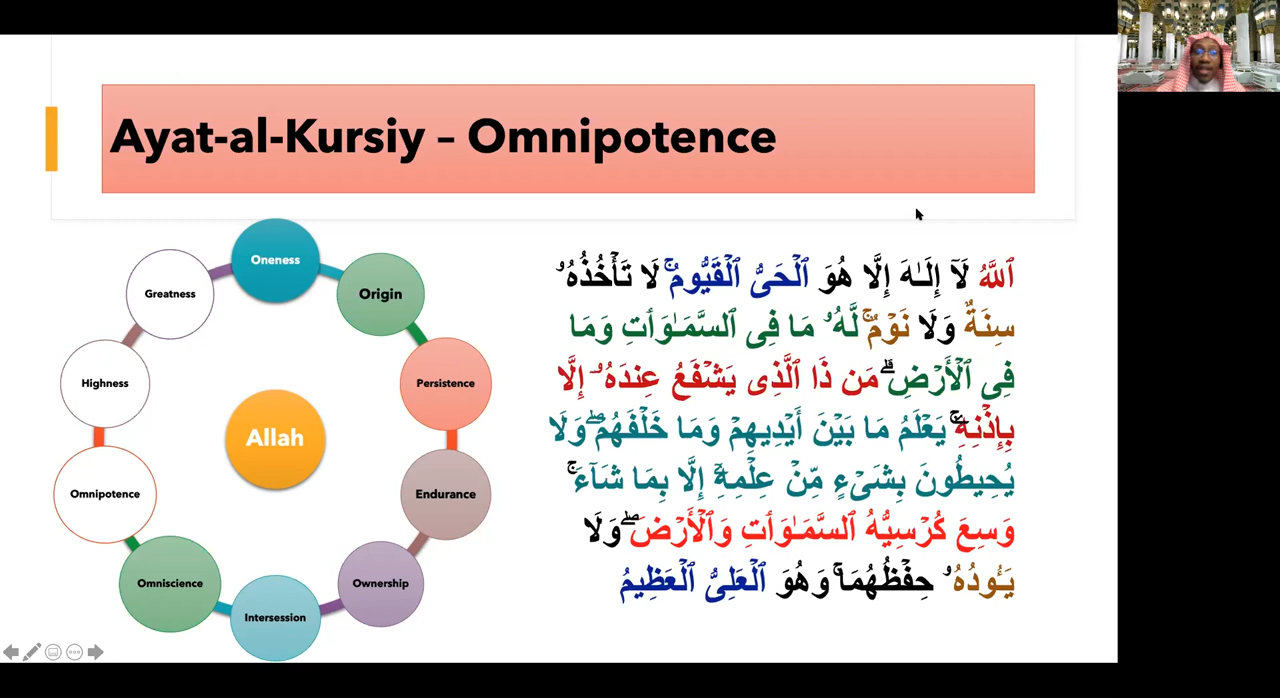 Ayat-al-Kursiy – Omnipotence
Oneness
Origin
Persistence
Endurance
Ownership
Intersession
Omniscience
Omnipotence
Highness
Greatness
Allah
ٱللَّهُ لَآ إِلَـٰهَ إِلَّا هُوَ ٱلْحَىُّ ٱلْقَيُّومُ ۚ لَا تَأْخُذُهُۥ
سِنَةٌ وَلَا نَوْمٌ ۚ لَّهُۥ مَا فِى ٱلسَّمَـٰوَٰتِ وَمَا
فِى ٱلْأَرْضِ ۗ مَن ذَا ٱلَّذِى يَشْفَعُ عِندَهُۥٓ إِلَّا
بِإِذْنِهِۦ ۚ يَعْلَمُ مَا بَيْنَ أَيْدِيهِمْ وَمَا خَلْفَهُمْ ۖ وَلَا
يُحِيطُونَ بِشَىْءٍ مِّنْ عِلْمِهِۦٓ إِلَّا بِمَا شَآءَ ۚ
وَسِعَ كُرْسِيُّهُ ٱلسَّمَـٰوَٰتِ وَٱلْأَرْضَ ۖ وَلَا
يَـُٔودُهُۥ حِفْظُهُمَا ۚ وَهُوَ ٱلْعَلِىُّ ٱلْعَظِيمُ